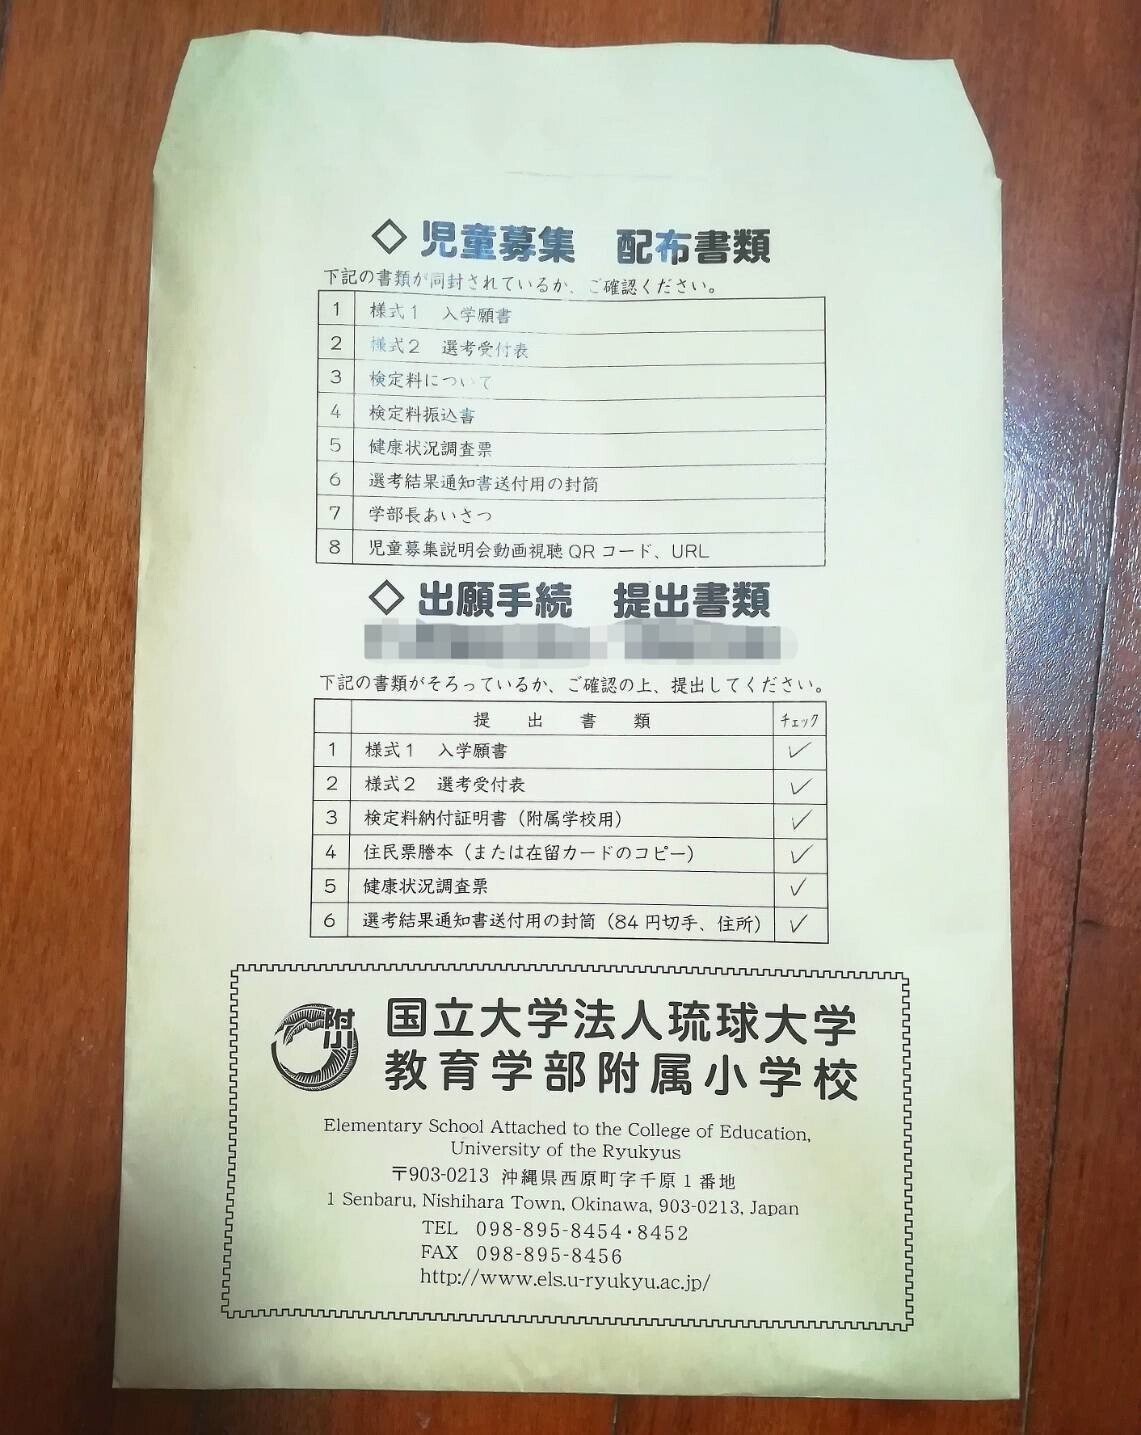 ◇ 児童募集　配布書類
下記の書類が同封されているか、ご確認ください。
1 様式1　入学願書
2 様式2　選考受付表
3 検定料について
4 検定料振込書
5 健康状況調査票
6 選考結果通知書送付用の封筒
7 学部長あいさつ
8 児童募集説明会動画視聴QRコード、URL
◇ 出願手続　提出書類
下記の書類がそろっているか、ご確認の上、提出してください。
提 出 書 類 チェック
1 様式1　入学願書 ✓
2 様式2　選考受付表 ✓
3 検定料納付証明書（附属学校用） ✓
4 住民票謄本（または在留カードのコピー） ✓
5 健康状況調査票 ✓
6 選考結果通知書送付用の封筒（84円切手、住所） ✓
附小
国立大学法人琉球大学
教育学部附属小学校
Elementary School Attached to the College of Education,
University of the Ryukyus
〒903-0213 沖縄県西原町字千原1番地
1 Senbaru, Nishihara Town, Okinawa, 903-0213, Japan
TEL 098-895-8454・8452
FAX 098-895-8456
http://www.els.u-ryukyu.ac.jp/